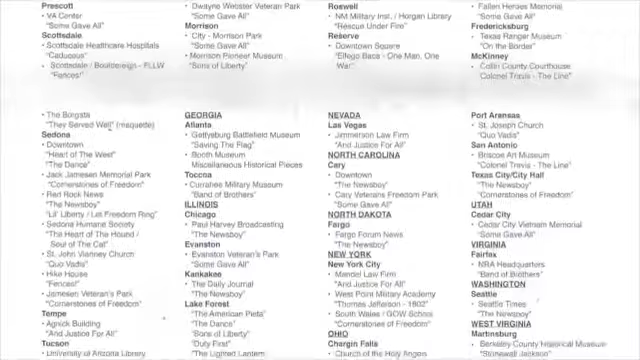 Prescott
• VA Center
"Some Gave All"
Scottsdale
• Scottsdale Healthcare Hospitals
"Caduceus"
• Scottsdale / Bouldereign - PLLW
"Fences!"
• The Borgata
"They Served Well" (maquette)
Sedona
• Downtown
"Heart of The West"
"The Dance"
• Jack Jamesen Memorial Park
"Cornerstones of Freedom"
• Red Rock News
"The Newsboy"
"Lil' Liberty / Let Freedom Ring"
• Sedona Humane Society
"The Heart of The Hound /
Soul of The Cat"
• St. John Vianney Church
"Quo Vadis"
• Hike House
"Fences!"
• Jamesen Veteran's Park
"Cornerstones of Freedom"
Tempe
• Agnick Building
"And Justice For All"
Tucson
• University of Arizona Library
• Dwayne Webster Veteran Park
"Some Gave All"
Morrison
• City - Morrison Park
"Some Gave All"
• Morrison Pioneer Museum
"Sons of Liberty"
GEORGIA
Atlanta
• Gettyburg Battlefield Museum
"Saving The Flag"
• Booth Museum
Miscellaneous Historical Pieces
Toccoa
• Currahee Military Museum
"Band of Brothers"
ILLINOIS
Chicago
• Paul Harvey Broadcasting
"The Newsboy"
Evanston
• Evanston Veteran's Park
"Some Gave All"
Kankakee
• The Daily Journal
"The Newsboy"
Lake Forest
"The American Pieta"
"The Dance"
"Sons of Liberty"
"Duty First"
"The Lighted Lantern
Roswell
• NM Military Inst. / Horgan Library
"Rescue Under Fire"
Reserve
• Downtown Square
"Elfego Baca - One Man, One
War"
NEVADA
Las Vegas
• Jimmerson Law Firm
"And Justice For All"
NORTH CAROLINA
Cary
• Downtown
"The Newsboy"
• Cary Veterans Freedom Park
"Some Gave All"
NORTH DAKOTA
Fargo
• Fargo Forum News
"The Newsboy"
NEW YORK
New York City
• Mandel Law Firm
"And Justice For All"
• West Point Military Academy
"Thomas Jefferson - 1802"
• South Wales / GOW School
"Cornerstones of Freedom"
OHIO
Chargin Falls
• Church of the Holy Angels
• Fallen Heroes Memorial
"Some Gave All"
Fredericksburg
• Texas Ranger Museum
"On the Border"
McKinney
• Collin County Courthouse
Colonel Travis - The Line"
Port Aransas
• St. Joseph Church
"Quo Vadis"
San Antonio
• Briscoe Art Museum
"Colonel Travis - The Line"
Texas City/City Hall
"The Newsboy"
"Cornerstones of Freedom"
UTAH
Cedar City
• Cedar City Vietnam Memorial
"Some Gave All"
VIRGINIA
Fairfax
• NRA Headquarters
"Band of Brothers"
WASHINGTON
Seattle
• Seattle Times
"The Newsboy"
WEST VIRGINIA
Martinsburg
• Berkeley County Historical Museum
"Stonewall Jackson"